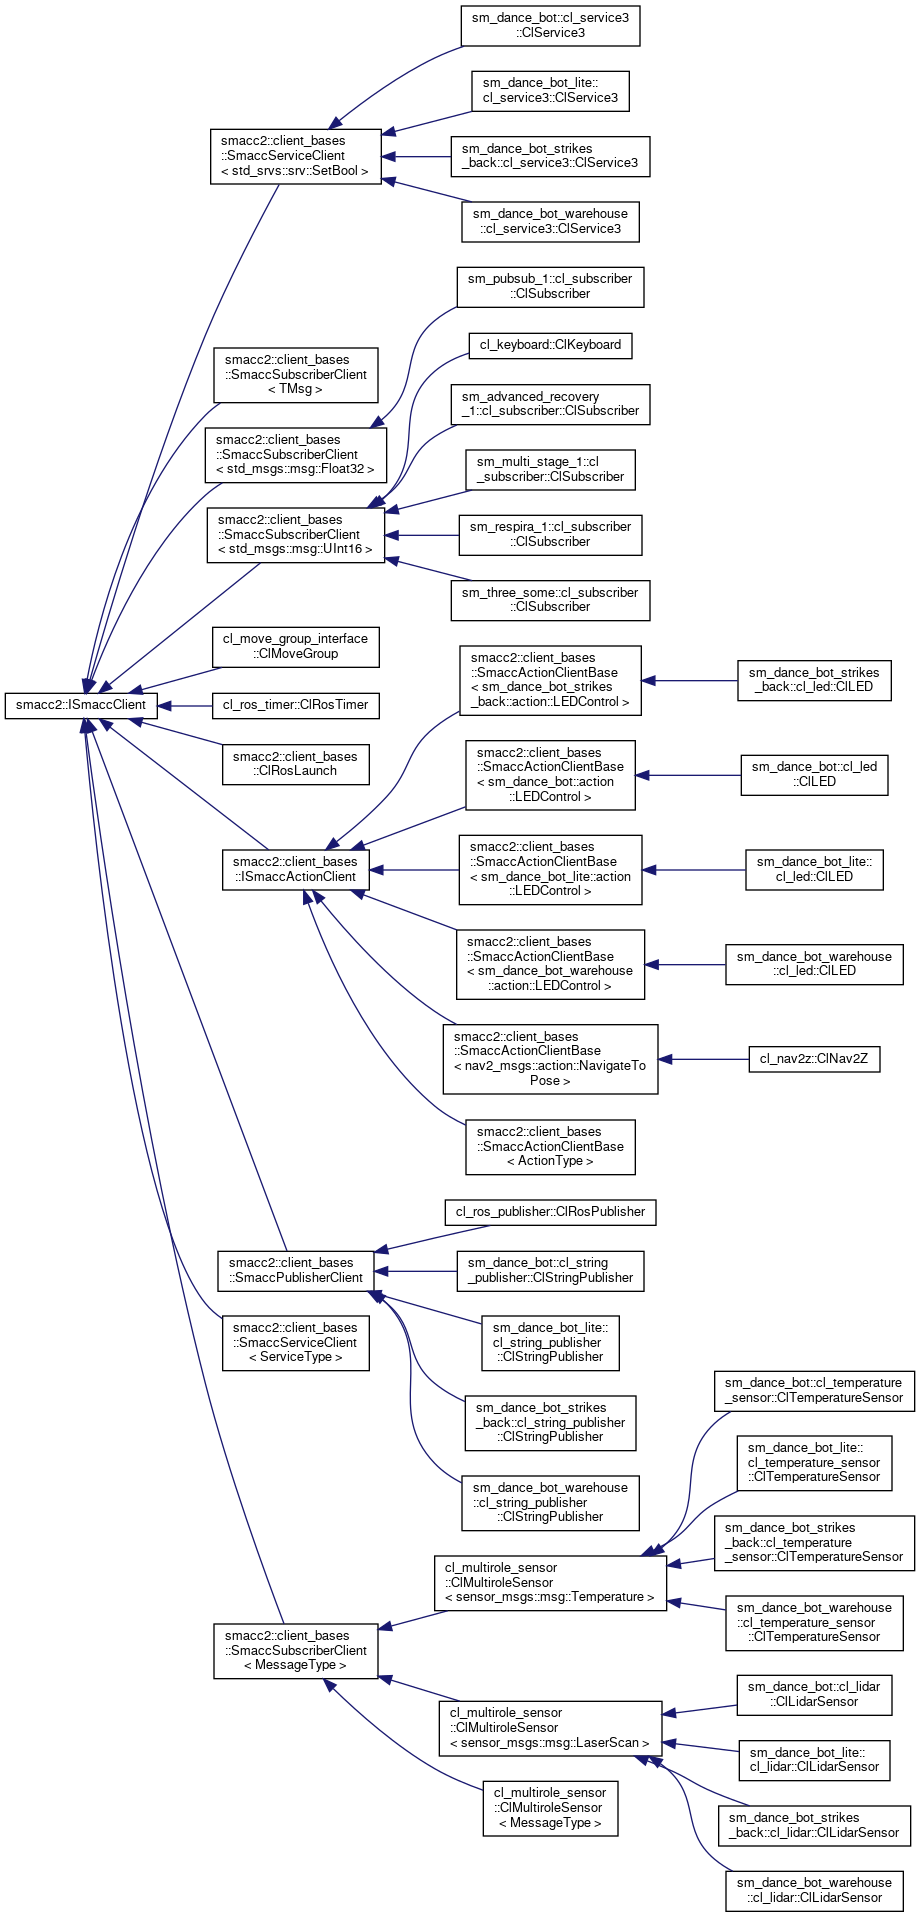 sm_dance_bot::cl_service3
::ClService3
sm_dance_bot_lite::
cl_service3::ClService3
smacc2::client_bases
::SmaccServiceClient
< std_srvs::srv::SetBool >
sm_dance_bot_strikes
_back::cl_service3::ClService3
sm_dance_bot_warehouse
::cl_service3::ClService3
sm_pubsub_1::cl_subscriber
::ClSubscriber
cl_keyboard::ClKeyboard
smacc2::client_bases
::SmaccSubscriberClient
< TMsg >
sm_advanced_recovery
_1::cl_subscriber::ClSubscriber
smacc2::client_bases
::SmaccSubscriberClient
< std_msgs::msg::Float32 >
sm_multi_stage_1::cl
_subscriber::ClSubscriber
smacc2::client_bases
::SmaccSubscriberClient
< std_msgs::msg::UInt16 >
sm_respira_1::cl_subscriber
::ClSubscriber
sm_three_some::cl_subscriber
::ClSubscriber
cl_move_group_interface
::ClMoveGroup
smacc2::client_bases
::SmaccActionClientBase
< sm_dance_bot_strikes
_back::action::LEDControl >
sm_dance_bot_strikes
_back::cl_led::ClLED
smacc2::ISmaccClient
cl_ros_timer::ClRosTimer
smacc2::client_bases
::ClRosLaunch
smacc2::client_bases
::SmaccActionClientBase
< sm_dance_bot::action
::LEDControl >
sm_dance_bot::cl_led
::ClLED
smacc2::client_bases
::ISmaccActionClient
smacc2::client_bases
::SmaccActionClientBase
< sm_dance_bot_lite::action
::LEDControl >
sm_dance_bot_lite::
cl_led::ClLED
smacc2::client_bases
::SmaccActionClientBase
< sm_dance_bot_warehouse
::action::LEDControl >
sm_dance_bot_warehouse
::cl_led::ClLED
smacc2::client_bases
::SmaccActionClientBase
< nav2_msgs::action::NavigateTo
Pose >
cl_nav2z::ClNav2Z
smacc2::client_bases
::SmaccActionClientBase
< ActionType >
cl_ros_publisher::ClRosPublisher
smacc2::client_bases
::SmaccPublisherClient
sm_dance_bot::cl_string
_publisher::ClStringPublisher
smacc2::client_bases
::SmaccServiceClient
< ServiceType >
sm_dance_bot_lite::
cl_string_publisher
::ClStringPublisher
sm_dance_bot_strikes
_back::cl_string_publisher
::ClStringPublisher
sm_dance_bot_warehouse
::cl_string_publisher
::ClStringPublisher
sm_dance_bot::cl_temperature
_sensor::ClTemperatureSensor
sm_dance_bot_lite::
cl_temperature_sensor
::ClTemperatureSensor
sm_dance_bot_strikes
_back::cl_temperature
_sensor::ClTemperatureSensor
cl_multirole_sensor
::ClMultiroleSensor
< sensor_msgs::msg::Temperature >
sm_dance_bot_warehouse
::cl_temperature_sensor
::ClTemperatureSensor
smacc2::client_bases
::SmaccSubscriberClient
< MessageType >
sm_dance_bot::cl_lidar
::ClLidarSensor
cl_multirole_sensor
::ClMultiroleSensor
< sensor_msgs::msg::LaserScan >
sm_dance_bot_lite::
cl_lidar::ClLidarSensor
cl_multirole_sensor
::ClMultiroleSensor
< MessageType >
sm_dance_bot_strikes
_back::cl_lidar::ClLidarSensor
sm_dance_bot_warehouse
::cl_lidar::ClLidarSensor